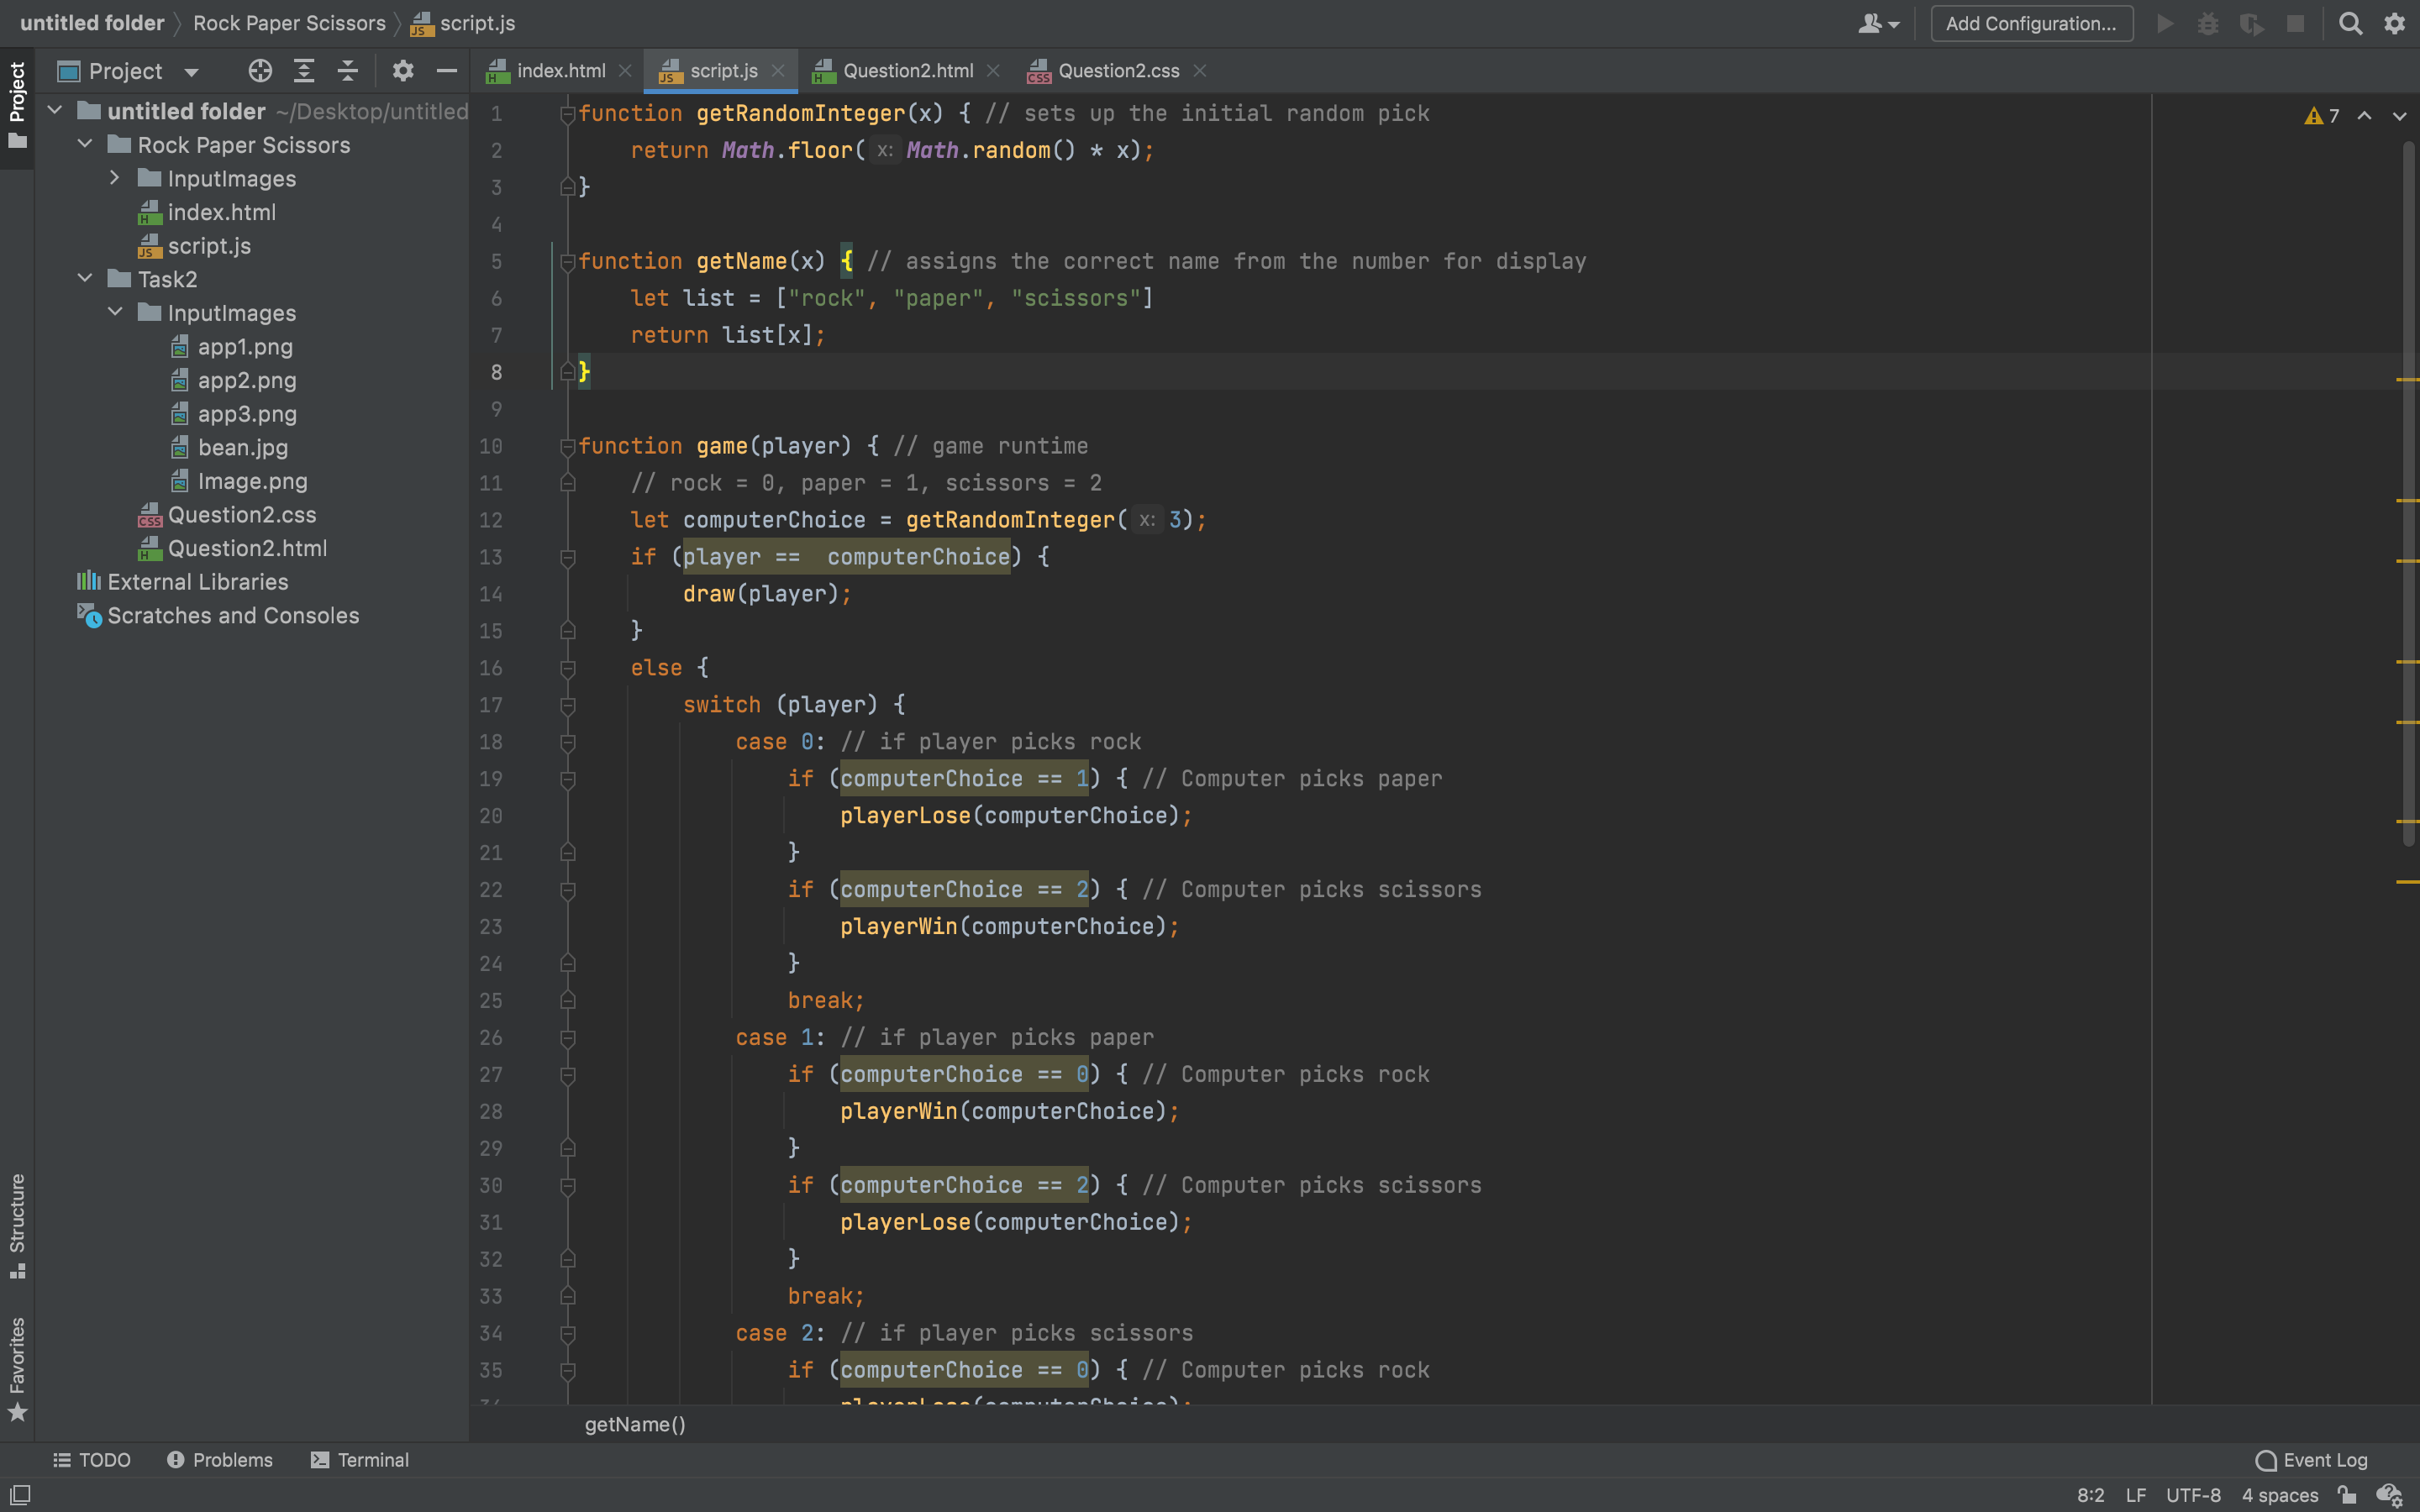 untitled folder Rock Paper Scissors script.js
Add Configuration...
Project
Project
index.html script.js Question2.html Question2.css
untitled folder ~/Desktop/untitled
Rock Paper Scissors
InputImages
index.html
script.js
Task2
InputImages
app1.png
app2.png
app3.png
bean.jpg
Image.png
Question2.css
Question2.html
External Libraries
Scratches and Consoles
Structure
Favorites
7
1 function getRandomInteger(x) { // sets up the initial random pick
2 return Math.floor( x: Math.random() * x);
3 }
4
5 function getName(x) { // assigns the correct name from the number for display
6 let list = ["rock", "paper", "scissors"]
7 return list[x];
8 }
9
10 function game(player) { // game runtime
11 // rock = 0, paper = 1, scissors = 2
12 let computerChoice = getRandomInteger( x: 3);
13 if (player ==  computerChoice) {
14 draw(player);
15 }
16 else {
17 switch (player) {
18 case 0: // if player picks rock
19 if (computerChoice == 1) { // Computer picks paper
20 playerLose(computerChoice);
21 }
22 if (computerChoice == 2) { // Computer picks scissors
23 playerWin(computerChoice);
24 }
25 break;
26 case 1: // if player picks paper
27 if (computerChoice == 0) { // Computer picks rock
28 playerWin(computerChoice);
29 }
30 if (computerChoice == 2) { // Computer picks scissors
31 playerLose(computerChoice);
32 }
33 break;
34 case 2: // if player picks scissors
35 if (computerChoice == 0) { // Computer picks rock
getName()
TODO Problems Terminal
Event Log
8:2 LF UTF-8 4 spaces